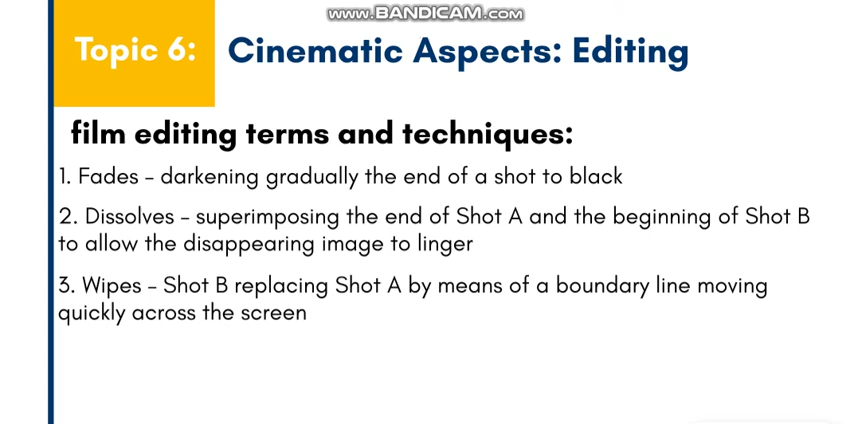 www.BANDICAM.com
Topic 6: Cinematic Aspects: Editing
film editing terms and techniques:
1. Fades – darkening gradually the end of a shot to black
2. Dissolves – superimposing the end of Shot A and the beginning of Shot B
to allow the disappearing image to linger
3. Wipes – Shot B replacing Shot A by means of a boundary line moving
quickly across the screen